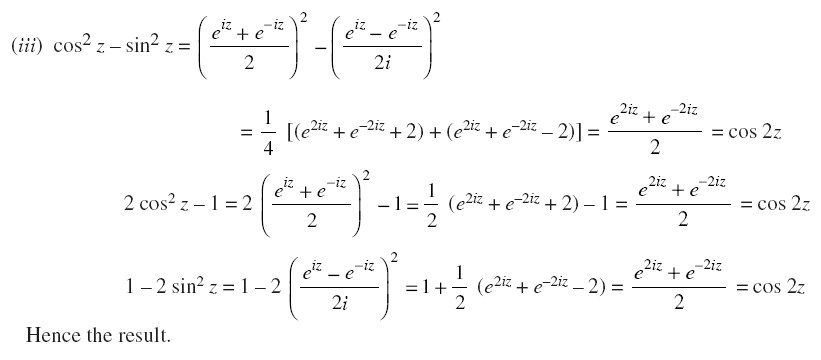 (iii) cos² z – sin² z = ((e^{iz} + e^{–iz})/2)² – ((e^{iz} – e^{–iz})/2i)²
= 1/4 [(e^{2iz} + e^{–2iz} + 2) + (e^{2iz} + e^{–2iz} – 2)] = (e^{2iz} + e^{–2iz})/2 = cos 2z
2 cos² z – 1 = 2 ((e^{iz} + e^{–iz})/2)² – 1 = 1/2 (e^{2iz} + e^{–2iz} + 2) – 1 = (e^{2iz} + e^{–2iz})/2 = cos 2z
1 – 2 sin² z = 1 – 2 ((e^{iz} – e^{–iz})/2i)² = 1 + 1/2 (e^{2iz} + e^{–2iz} – 2) = (e^{2iz} + e^{–2iz})/2 = cos 2z
Hence the result.